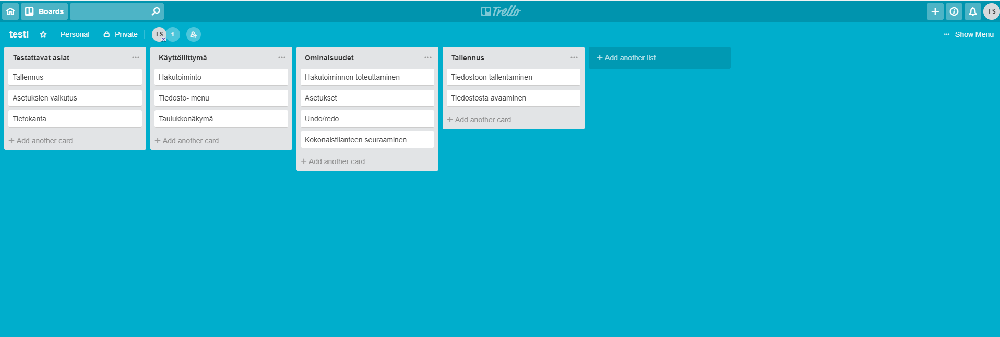 Boards
Trello
TS
testi
Personal
Private
TS
1
Show Menu
Testattavat asiat
Tallennus
Asetuksien vaikutus
Tietokanta
+ Add another card
Käyttöliittymä
Hakutoiminto
Tiedosto- menu
Taulukkonäkymä
+ Add another card
Ominaisuudet
Hakutoiminnon toteuttaminen
Asetukset
Undo/redo
Kokonaistilanteen seuraaminen
+ Add another card
Tallennus
Tiedostoon tallentaminen
Tiedostosta avaaminen
+ Add another card
+ Add another list